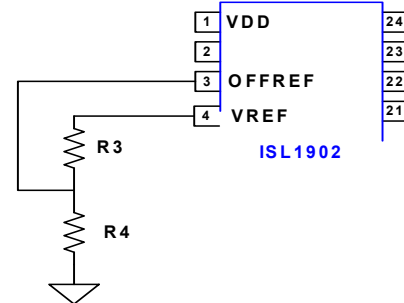 1 VDD 24
2 23
3 OFFREF 22
4 VREF 21
R3
ISL1902
R4